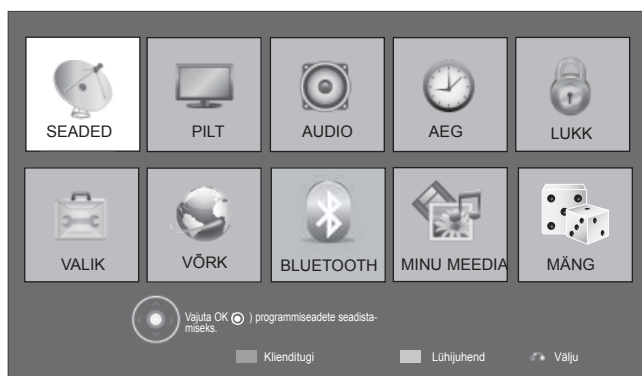 SEADED PILT AUDIO AEG LUKK
VALIK VÕRK BLUETOOTH MINU MEEDIA MÄNG
Vajuta OK ( ) programmiseadete seadista-
miseks.
Klienditugi Lühijuhend Välju